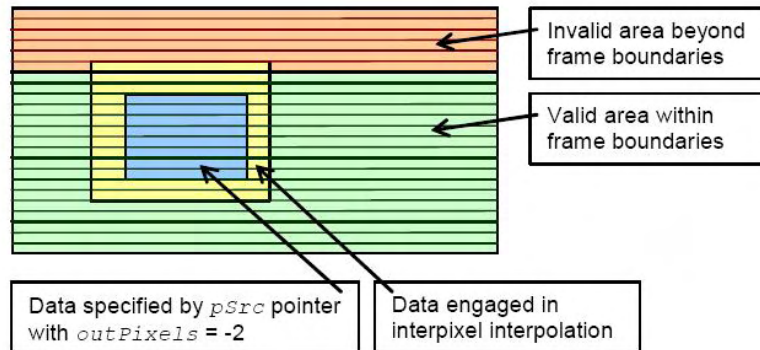 Invalid area beyond
frame boundaries
Valid area within
frame boundaries
Data specified by pSrc pointer
with outPixels = -2
Data engaged in
interpixel interpolation